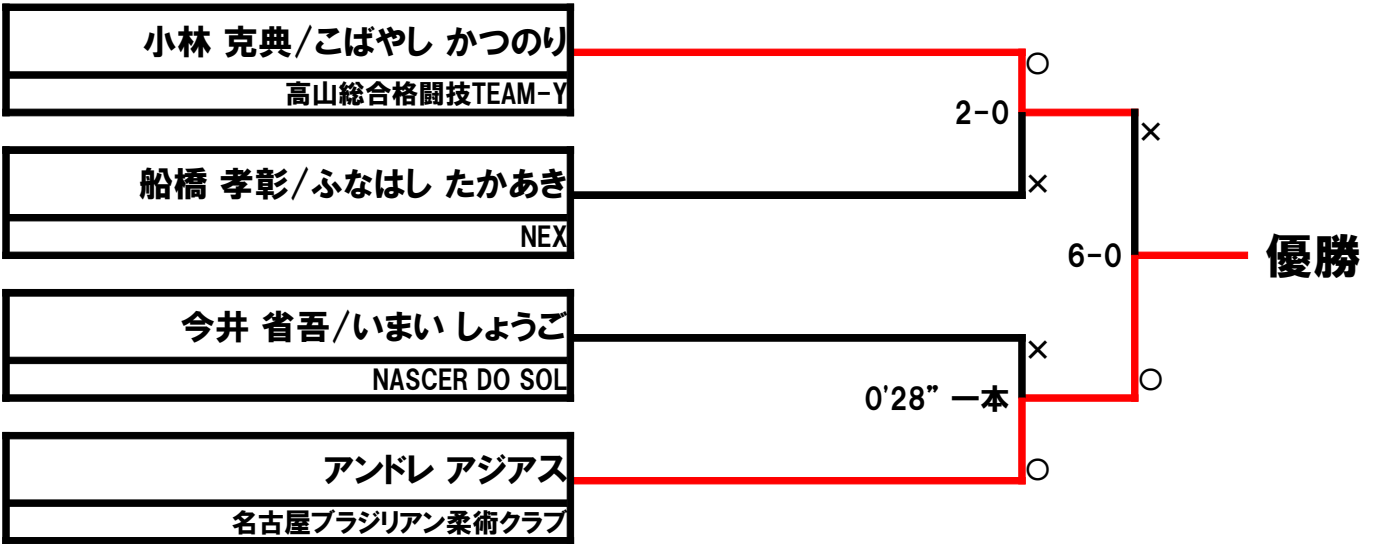 小林 克典/こばやし かつのり
高山総合格闘技TEAM-Y
○
2-0
×
船橋 孝彰/ふなはし たかあき
×
NEX
6-0
優勝
今井 省吾/いまい しょうご
×
NASCER DO SOL
○
0'28” 一本
アンドレ アジアス
○
名古屋ブラジリアン柔術クラブ